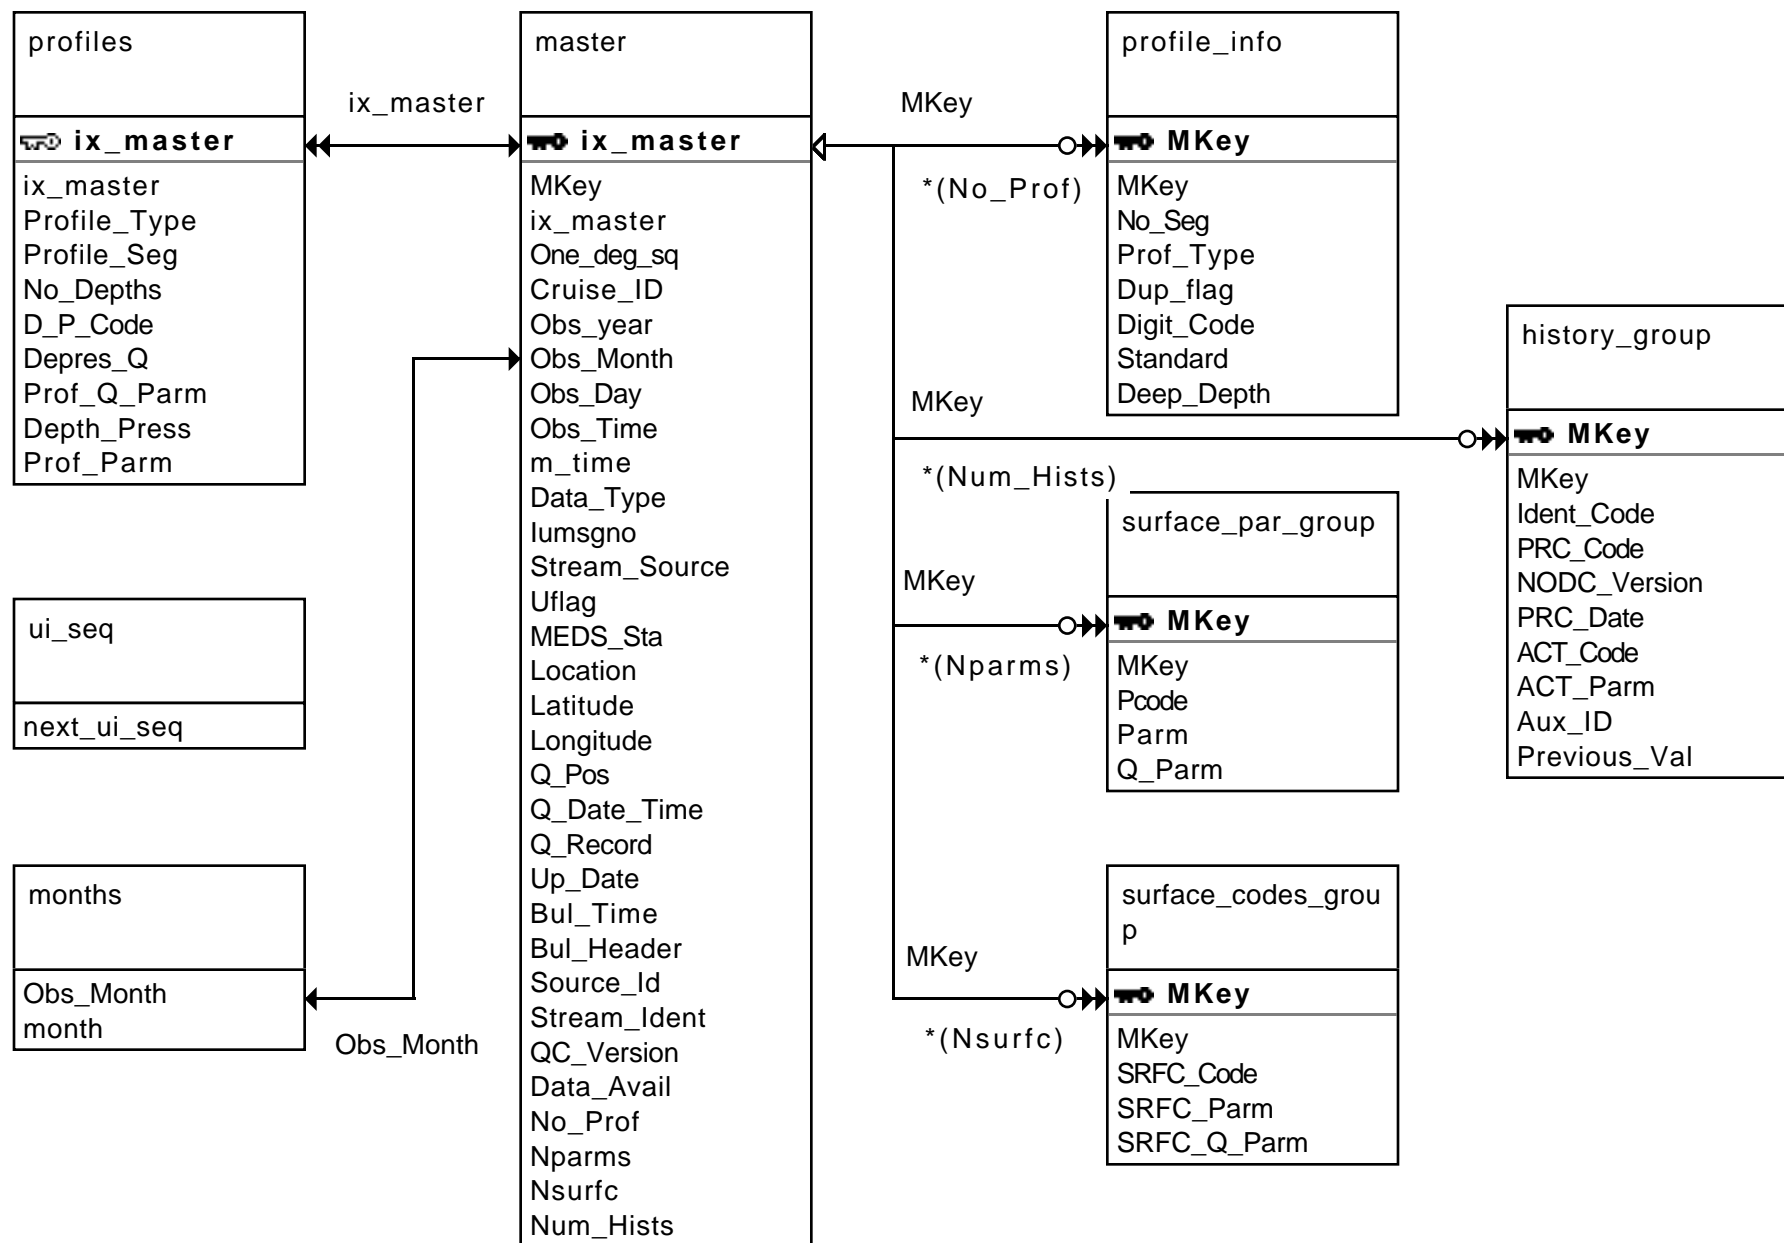 profiles
ix_master
ix_master
Profile_Type
Profile_Seg
No_Depths
D_P_Code
Depres_Q
Prof_Q_Parm
Depth_Press
Prof_Parm
ui_seq
next_ui_seq
months
Obs_Month
month
ix_master
Obs_Month
master
ix_master
MKey
ix_master
One_deg_sq
Cruise_ID
Obs_year
Obs_Month
Obs_Day
Obs_Time
m_time
Data_Type
Iumsgno
Stream_Source
Uflag
MEDS_Sta
Location
Latitude
Longitude
Q_Pos
Q_Date_Time
Q_Record
Up_Date
Bul_Time
Bul_Header
Source_Id
Stream_Ident
QC_Version
Data_Avail
No_Prof
Nparms
Nsurfc
Num_Hists
MKey
*(No_Prof)
MKey
*(Num_Hists)
MKey
*(Nparms)
MKey
*(Nsurfc)
profile_info
MKey
MKey
No_Seg
Prof_Type
Dup_flag
Digit_Code
Standard
Deep_Depth
surface_par_group
MKey
MKey
Pcode
Parm
Q_Parm
surface_codes_grou
p
MKey
MKey
SRFC_Code
SRFC_Parm
SRFC_Q_Parm
history_group
MKey
MKey
Ident_Code
PRC_Code
NODC_Version
PRC_Date
ACT_Code
ACT_Parm
Aux_ID
Previous_Val